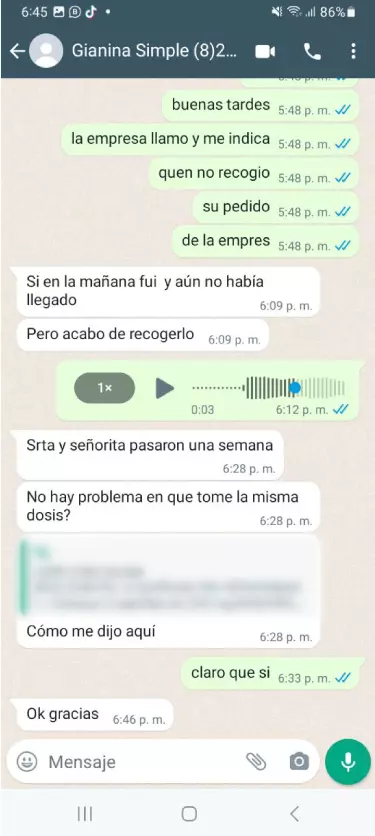 6:45
86%
Gianina Simple (8)2...
buenas tardes 5:48 p. m.
la empresa llamo y me indica 5:48 p. m.
quen no recogio 5:48 p. m.
su pedido 5:48 p. m.
de la empres 5:48 p. m.
Si en la mañana fui y aún no había
llegado 6:09 p. m.
Pero acabo de recogerlo 6:09 p. m.
1×
0:03 6:12 p. m.
Srta y señorita pasaron una semana
6:28 p. m.
No hay problema en que tome la misma
dosis? 6:28 p. m.
Cómo me dijo aquí 6:28 p. m.
claro que si 6:33 p. m.
Ok gracias 6:46 p. m.
Mensaje